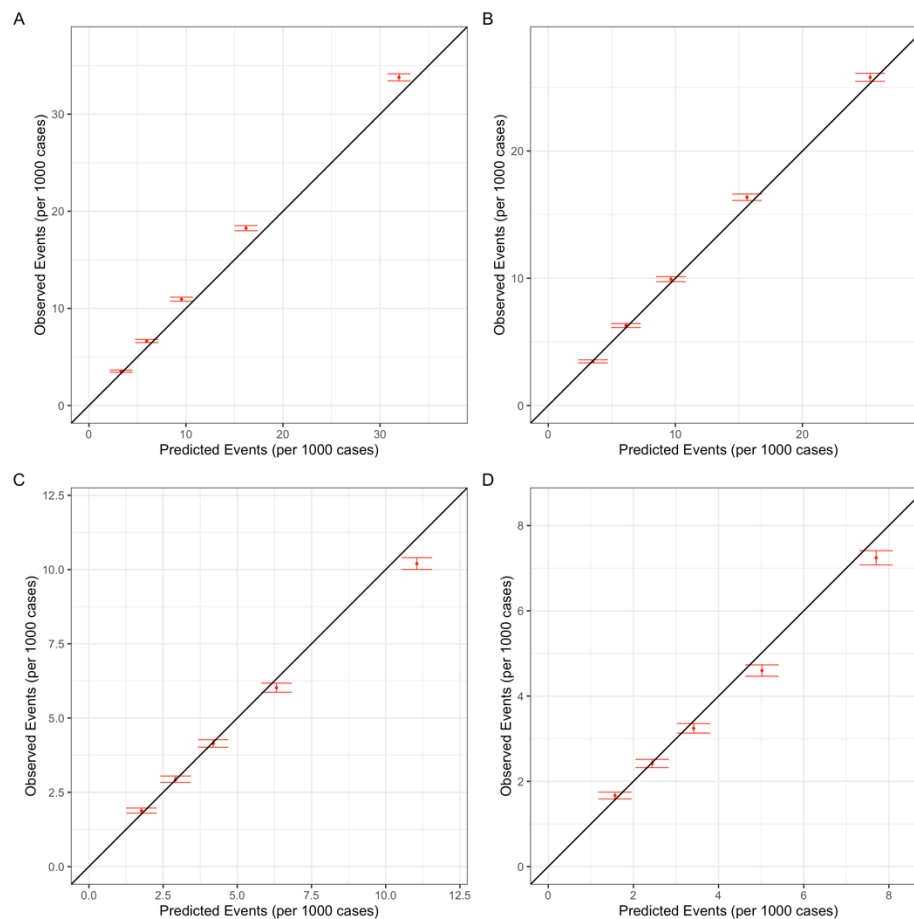 A
Observed Events (per 1000 cases)
30
20
10
0
0 10 20 30
Predicted Events (per 1000 cases)
B
Observed Events (per 1000 cases)
20
10
0
0 10 20
Predicted Events (per 1000 cases)
C
Observed Events (per 1000 cases)
12.5
10.0
7.5
5.0
2.5
0.0
0.0 2.5 5.0 7.5 10.0 12.5
Predicted Events (per 1000 cases)
D
Observed Events (per 1000 cases)
8
6
4
2
0
0 2 4 6 8
Predicted Events (per 1000 cases)